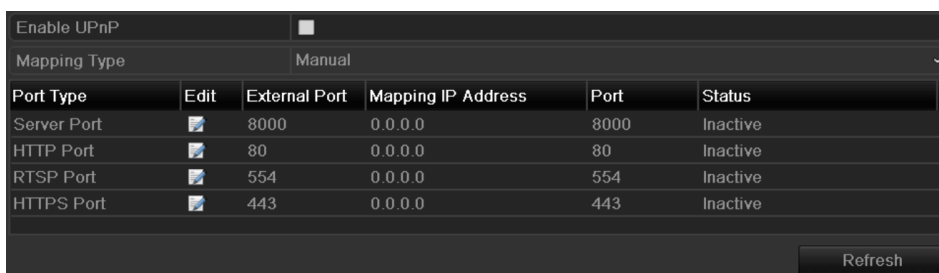 Enable UPnP
Mapping Type Manual
Port Type Edit External Port Mapping IP Address Port Status
Server Port 8000 0.0.0.0 8000 Inactive
HTTP Port 80 0.0.0.0 80 Inactive
RTSP Port 554 0.0.0.0 554 Inactive
HTTPS Port 443 0.0.0.0 443 Inactive
Refresh